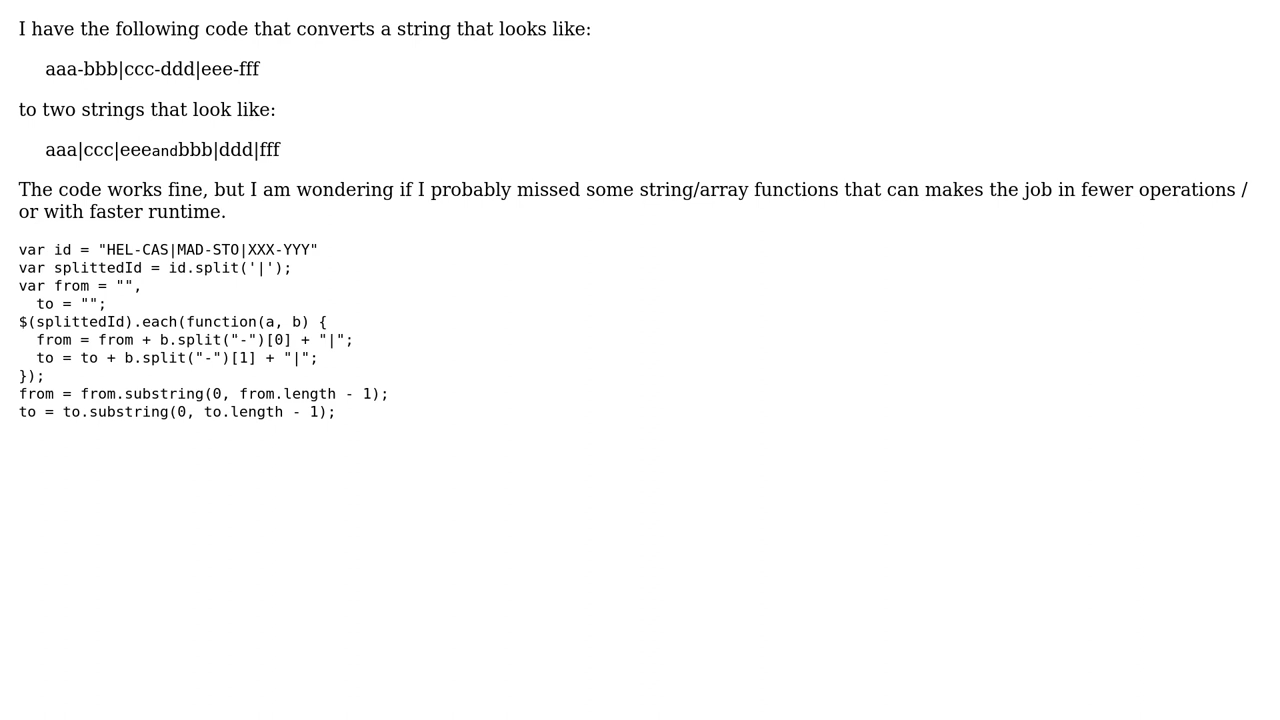 I have the following code that converts a string that looks like:
aaa-bbb|ccc-ddd|eee-fff
to two strings that look like:
aaa|ccc|eeeandbbb|ddd|fff
The code works fine, but I am wondering if I probably missed some string/array functions that can makes the job in fewer operations /
or with faster runtime.
var id = "HEL-CAS|MAD-STO|XXX-YYY"
var splittedId = id.split('|');
var from = "",
  to = "";
$(splittedId).each(function(a, b) {
  from = from + b.split("-")[0] + "|";
  to = to + b.split("-")[1] + "|";
});
from = from.substring(0, from.length - 1);
to = to.substring(0, to.length - 1);